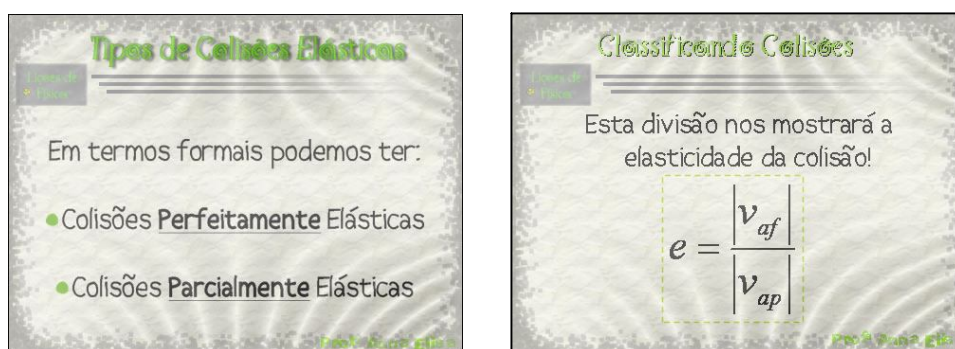 Tipos de Colisões Elásticas
Em termos formais podemos ter:
•Colisões Perfeitamente Elásticas
•Colisões Parcialmente Elásticas
Classificando Colisões
Esta divisão nos mostrará a
elasticidade da colisão!
e = |v_af| / |v_ap|